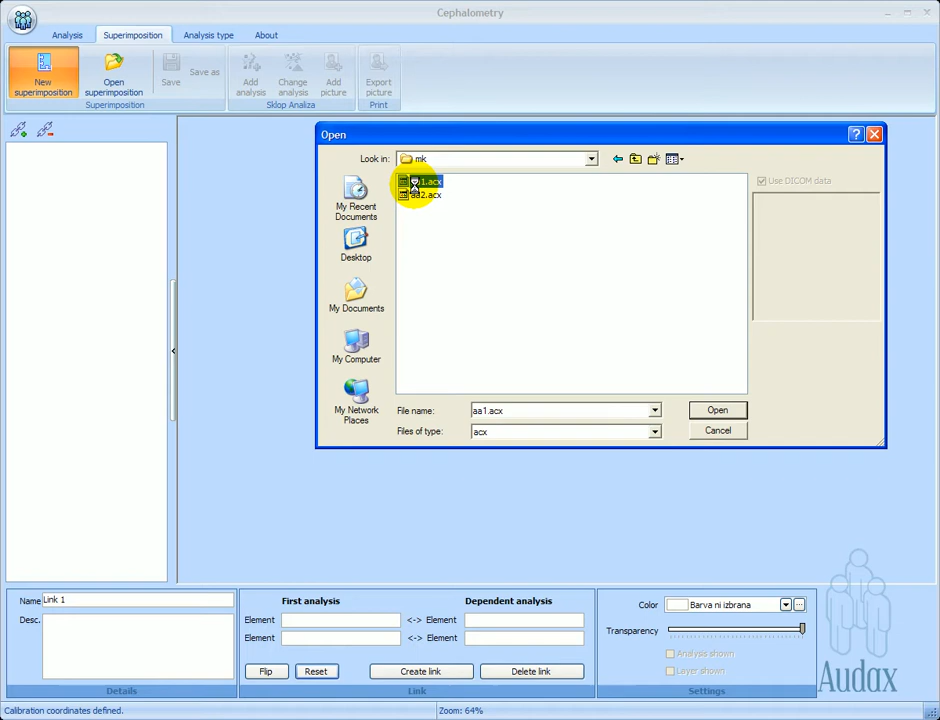 Cephalometry
Analysis
Superimposition
Analysis type
About
New superimposition
Open superimposition
Save
Save as
Add analysis
Change analysis
Add picture
Export picture
Superimposition
Sklop Analiza
Print
Open
Look in:
mk
Use DICOM data
aa2.acx
My Recent Documents
Desktop
My Documents
My Computer
My Network Places
File name:
aa1.acx
Open
Files of type:
acx
Cancel
Name
Link 1
Desc.
Details
First analysis
Dependent analysis
Element
<-> Element
Element
<-> Element
Flip
Reset
Create link
Delete link
Link
Color
Barva ni izbrana
Transparency
Analysis shown
Layer shown
Settings
Audax
Calibration coordinates defined.
Zoom: 64%